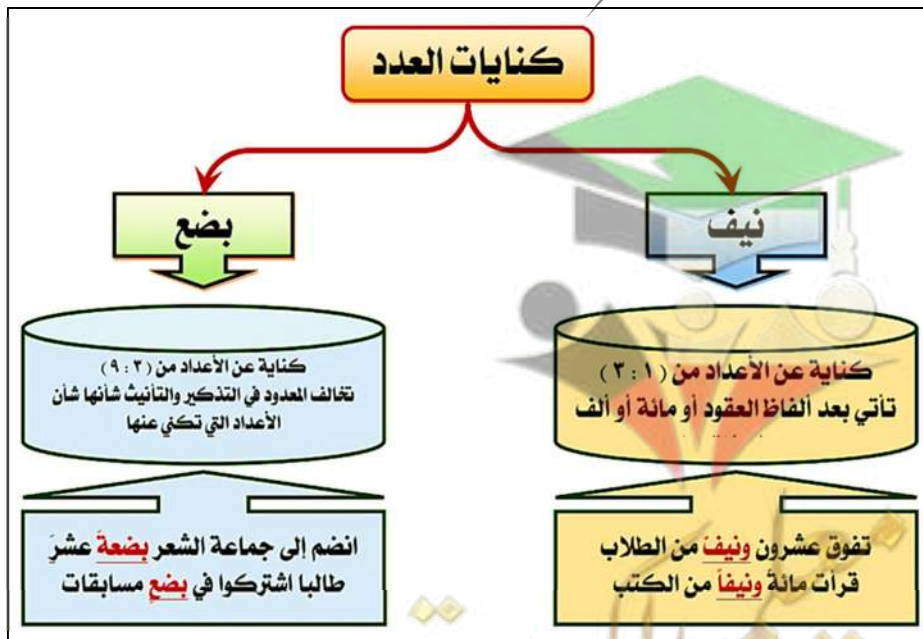 كنايات العدد
نيف
كناية عن الأعداد من (١ : ٣)
تأتي بعد ألفاظ العقود أو مائة أو ألف
تفوق عشرون ونيفٌ من الطلاب
قرأت مائةً ونيفاً من الكتب
بضع
كناية عن الأعداد من (٣ : ٩)
تخالف المعدود في التذكير والتأنيث شأنها شأن
الأعداد التي تكني عنها
انضم إلى جماعة الشعر بضعةَ عشرَ
طالبا اشتركوا في بضعِ مسابقات